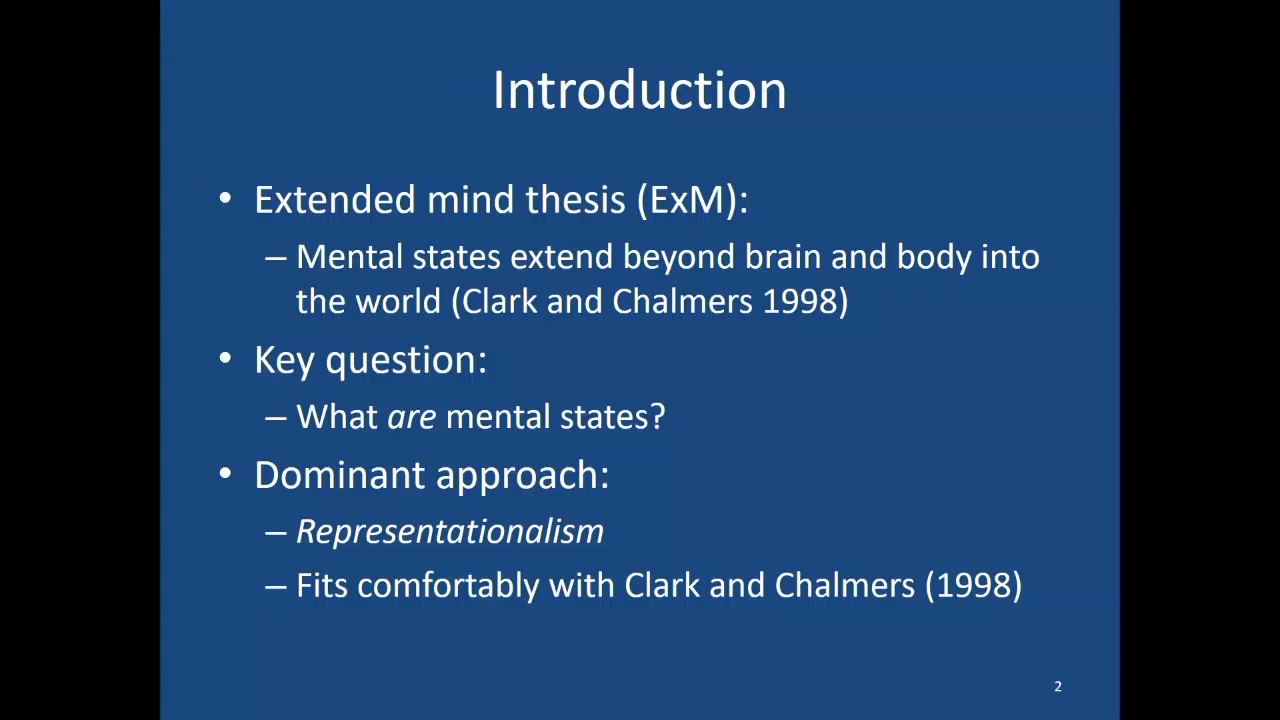 Introduction
• Extended mind thesis (ExM):
– Mental states extend beyond brain and body into
the world (Clark and Chalmers 1998)
• Key question:
– What are mental states?
• Dominant approach:
– Representationalism
– Fits comfortably with Clark and Chalmers (1998)
2